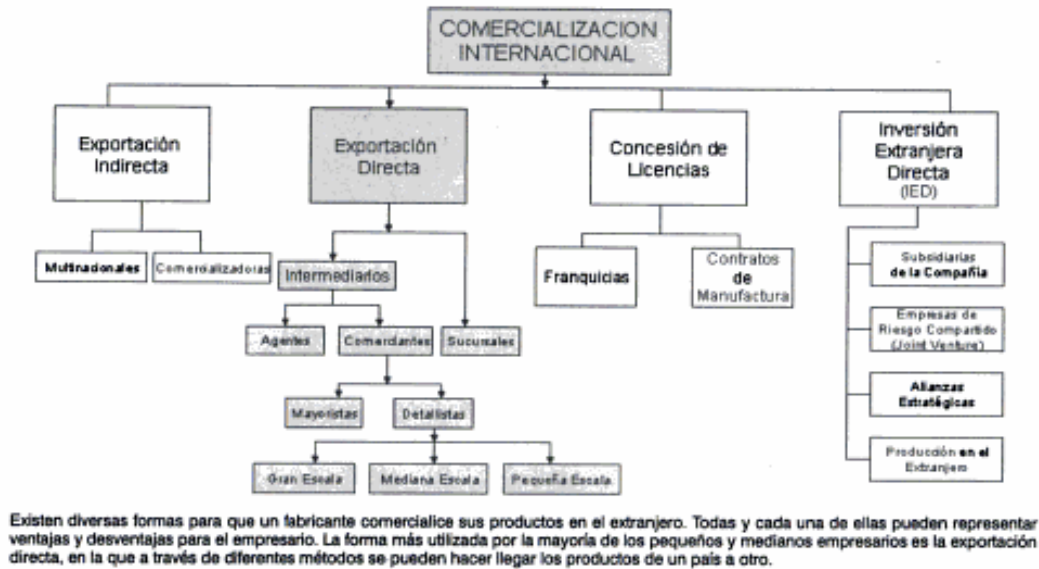 COMERCIALIZACION
INTERNACIONAL
Exportación
Indirecta
Exportación
Directa
Concesión de
Licencias
Inversión
Extranjera
Directa
(IED)
Multinacionales
Comercializadoras
Intermediarios
Franquicias
Contratos
de
Manufactura
Subsidiarias
de la Compañía
Agentes
Comerciantes
Sucursales
Empresas de
Riesgo Compartido
(Joint Venture)
Mayoristas
Detallistas
Alianzas
Estratégicas
Gran Escala
Mediana Escala
Pequeña Escala
Producción en el
Extranjero
Existen diversas formas para que un fabricante comercialice sus productos en el extranjero. Todas y cada una de ellas pueden representar
ventajas y desventajas para el empresario. La forma más utilizada por la mayoría de los pequeños y medianos empresarios es la exportación
directa, en la que a través de diferentes métodos se pueden hacer llegar los productos de un país a otro.